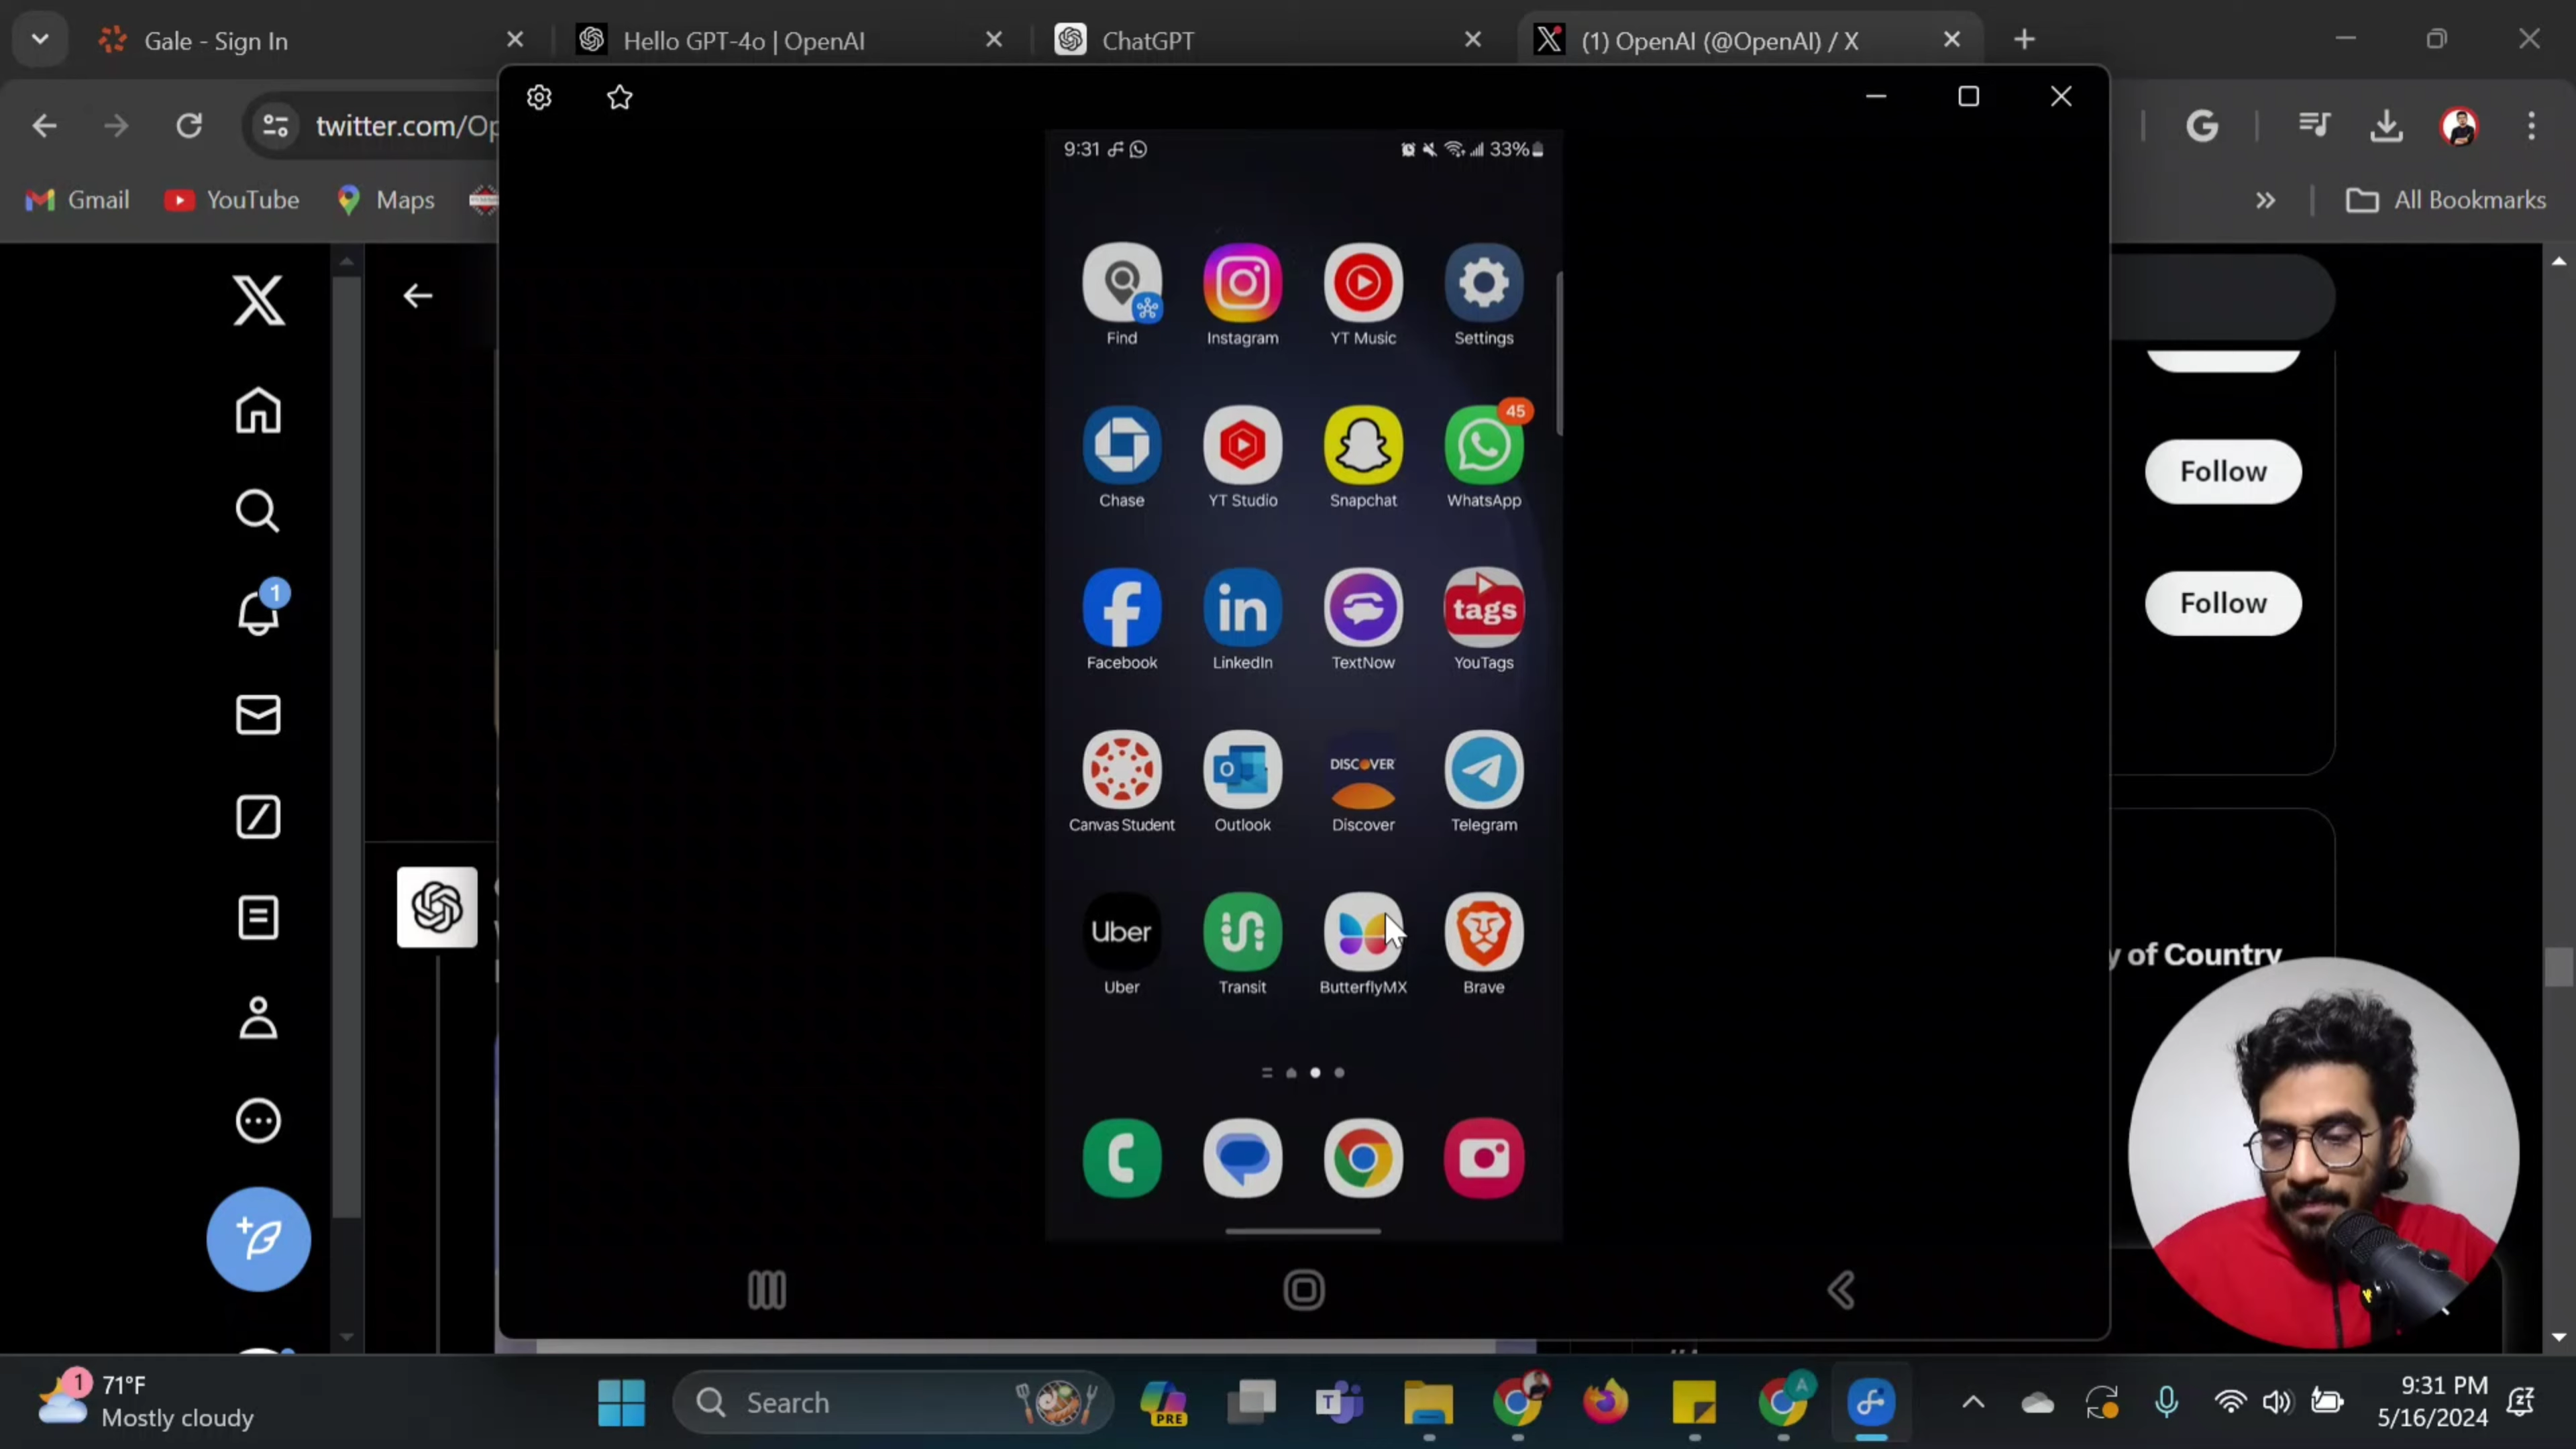 Gale - Sign In
Hello GPT-4o | OpenAI
ChatGPT
(1) OpenAI (@OpenAI) / X
twitter.com/Op
Gmail
YouTube
Maps
All Bookmarks
9:31
33%
Find
Instagram
YT Music
Settings
45
Chase
YT Studio
Snapchat
WhatsApp
tags
Facebook
LinkedIn
TextNow
YouTags
DISCOVER
Canvas Student
Outlook
Discover
Telegram
Uber
Uber
Transit
ButterflyMX
Brave
1
Follow
Follow
y of Country
1
71°F
Mostly cloudy
Search
PRE
A
9:31 PM
5/16/2024